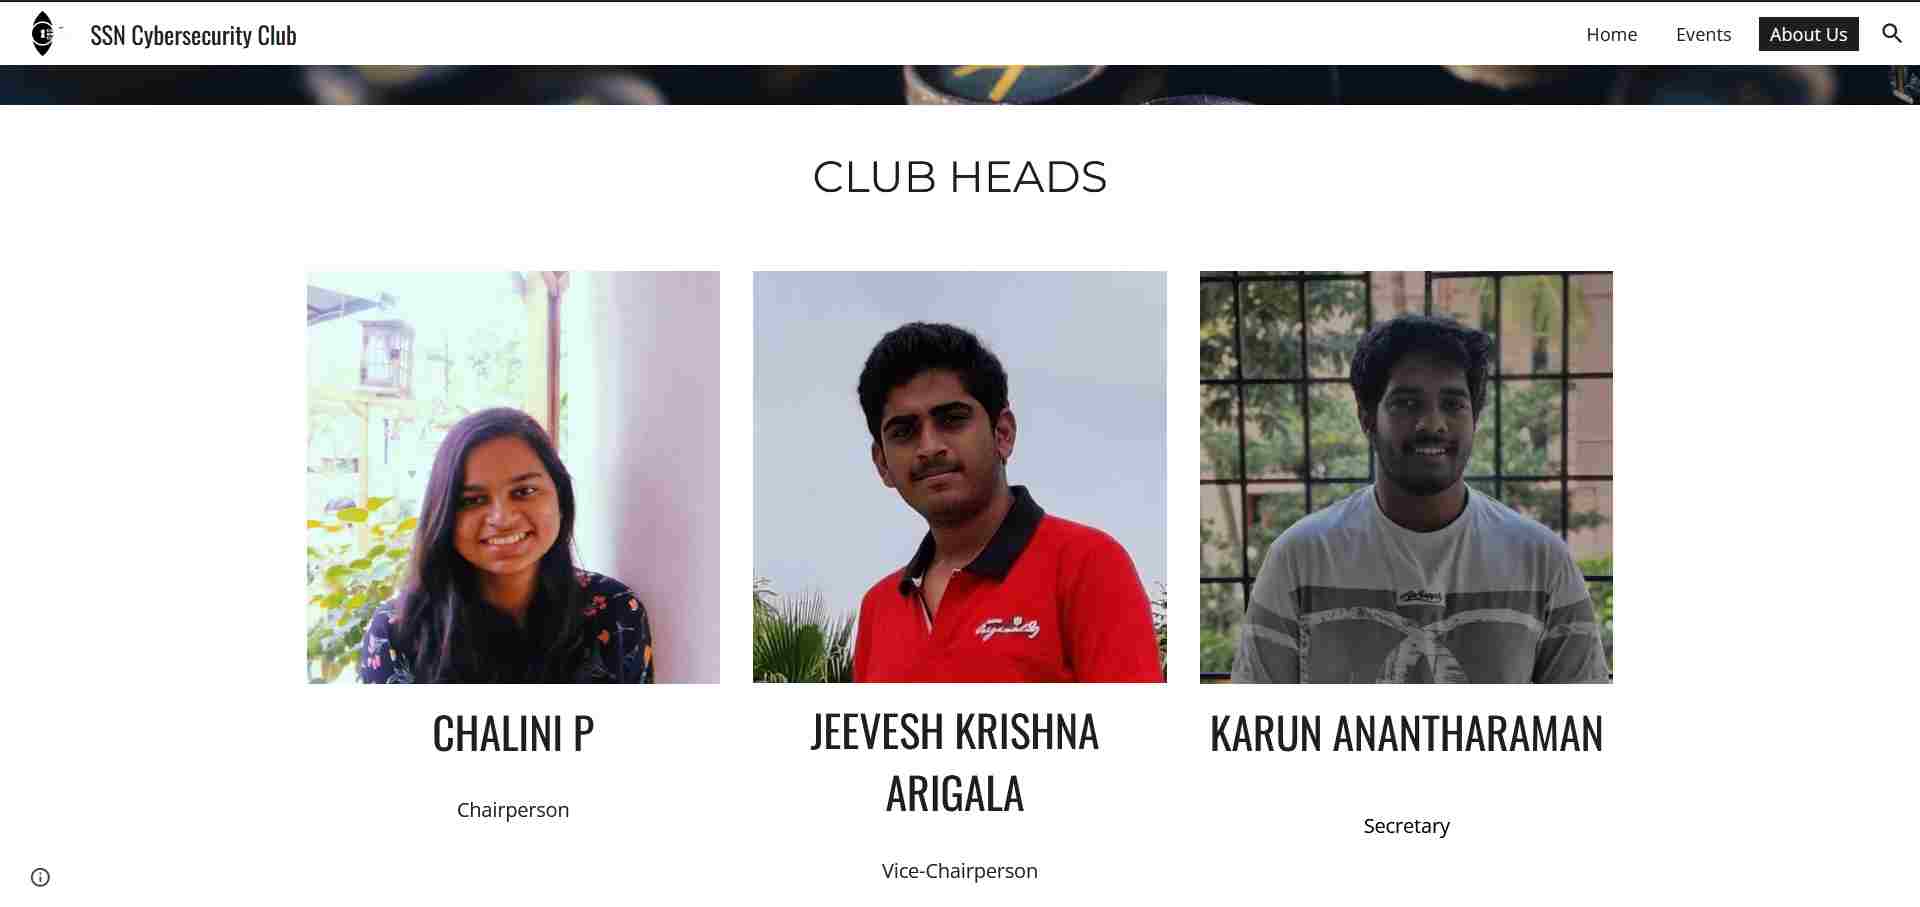 SSN Cybersecurity Club
Home Events About Us
CLUB HEADS
CHALINI P
Chairperson
JEEVESH KRISHNA
ARIGALA
Vice-Chairperson
KARUN ANANTHARAMAN
Secretary